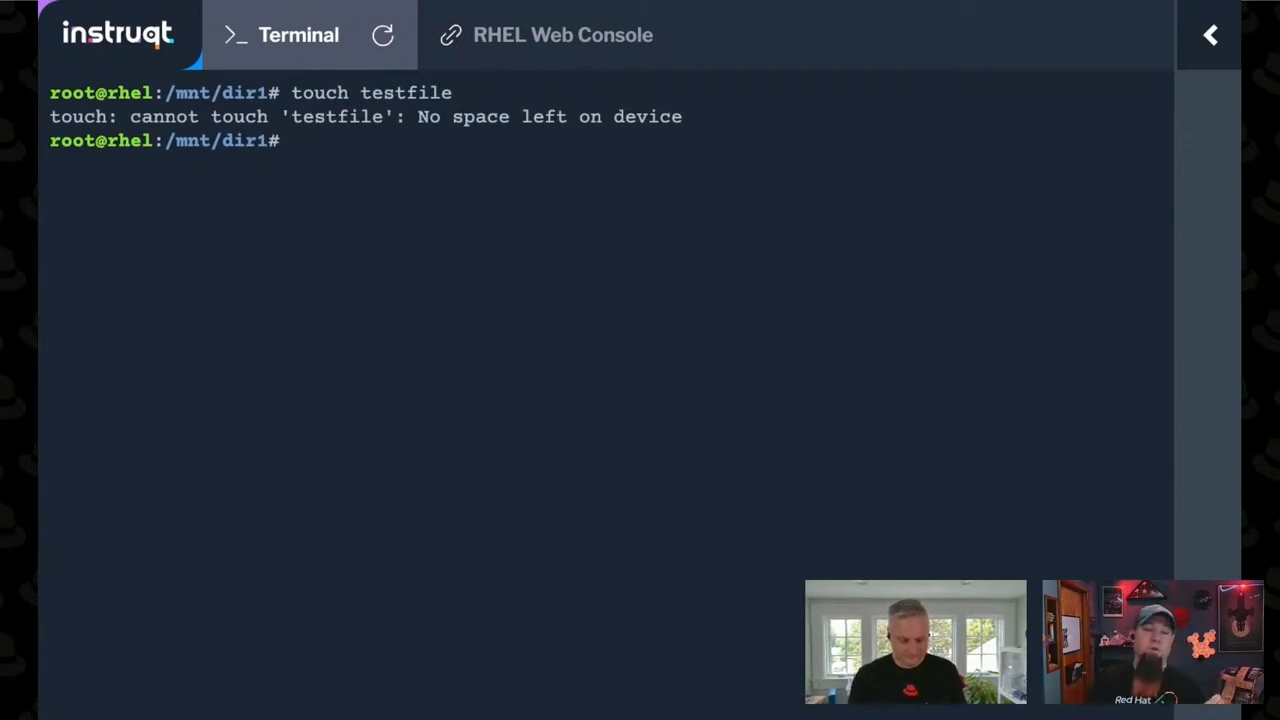 instruqt
>_ Terminal
RHEL Web Console
root@rhel:/mnt/dir1# touch testfile
touch: cannot touch 'testfile': No space left on device
root@rhel:/mnt/dir1#
Red Hat